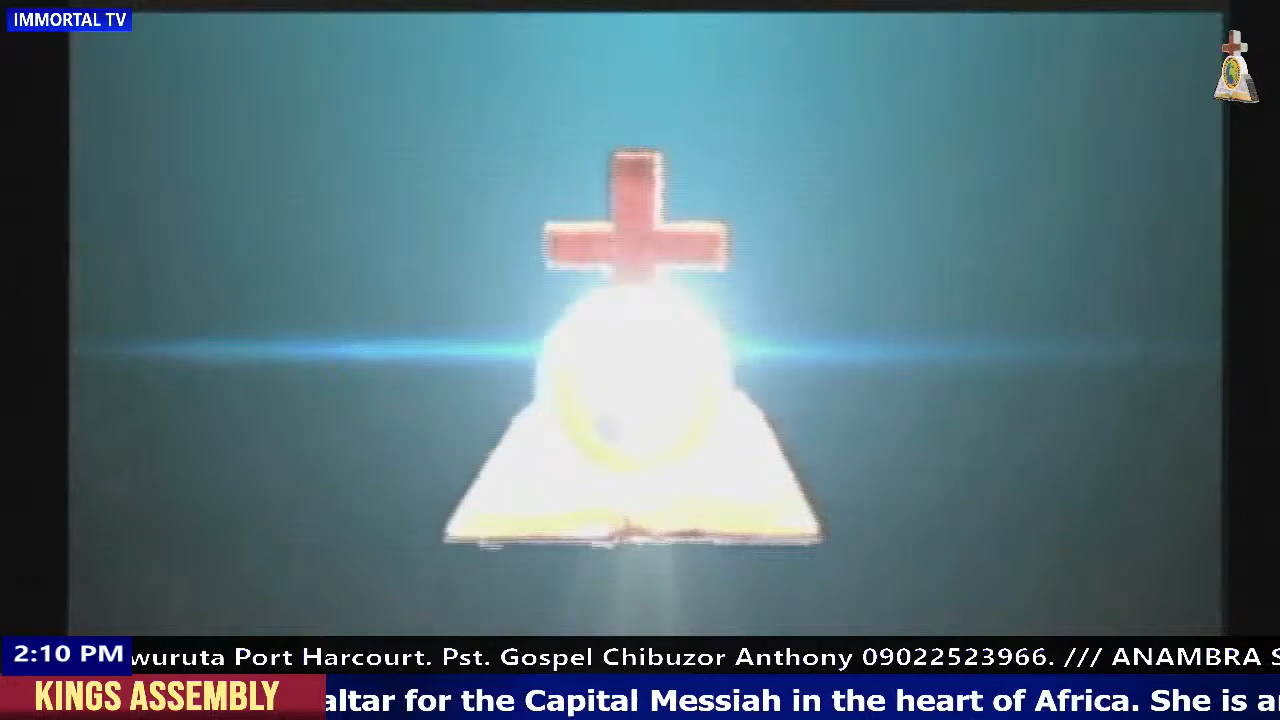 IMMORTAL TV
2:10 PM
wuruta Port Harcourt. Pst. Gospel Chibuzor Anthony 09022523966. /// ANAMBRA S
KINGS ASSEMBLY
altar for the Capital Messiah in the heart of Africa. She is a